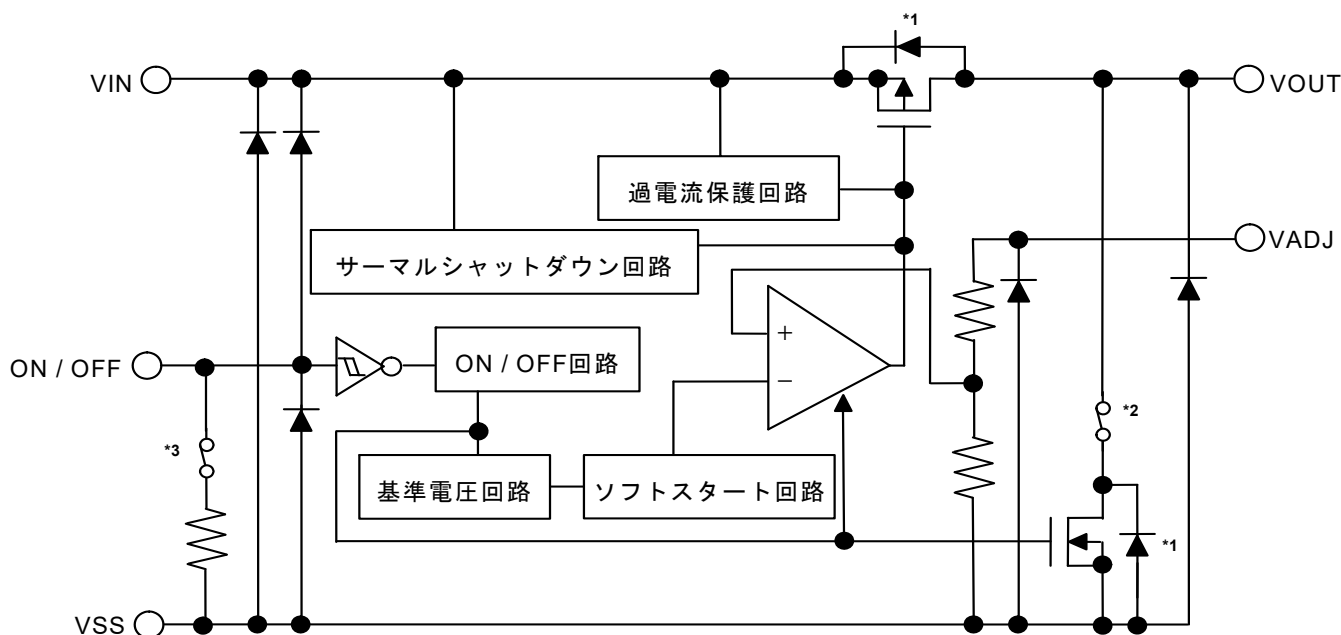 *1
VIN
VOUT
過電流保護回路
サーマルシャットダウン回路
VADJ
+
−
ON / OFF
ON / OFF回路
*2
*3
基準電圧回路
ソフトスタート回路
*1
VSS